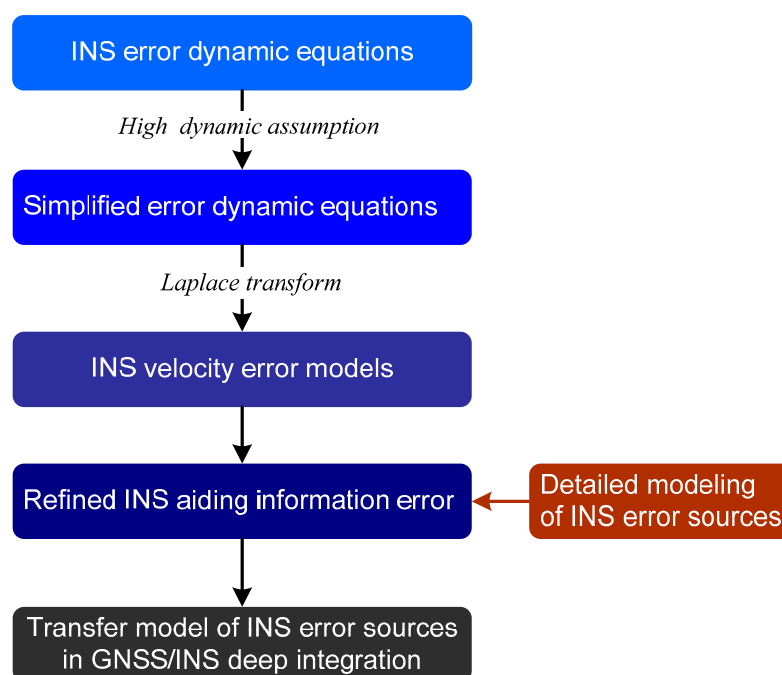 INS error dynamic equations
High dynamic assumption
Simplified error dynamic equations
Laplace transform
INS velocity error models
Refined INS aiding information error
Detailed modeling
of INS error sources
Transfer model of INS error sources
in GNSS/INS deep integration